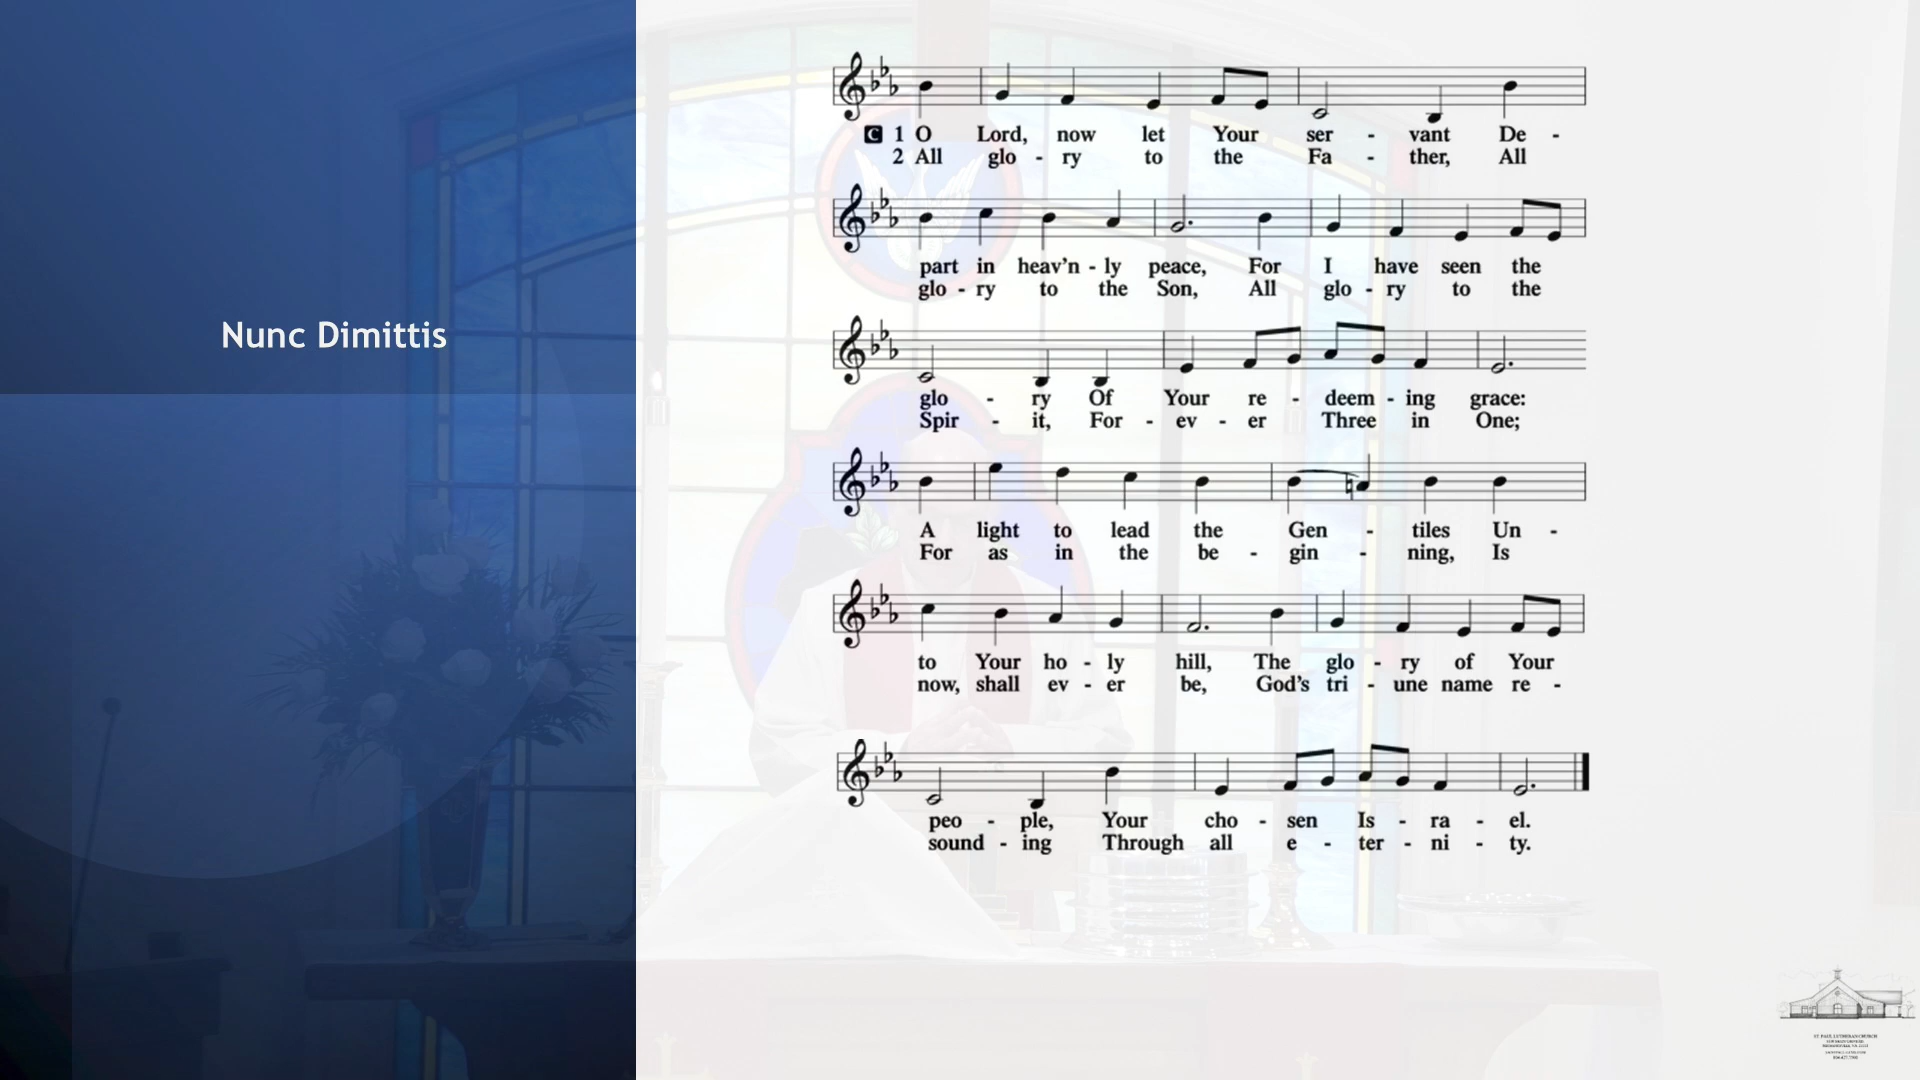 Nunc Dimittis
C 1 O Lord, now let Your ser - vant De -
2 All glo - ry to the Fa - ther, All
part in heav'n - ly peace, For I have seen the
glo - ry to the Son, All glo - ry to the
glo - ry Of Your re - deem - ing grace:
Spir - it, For - ev - er Three in One;
A light to lead the Gen - tiles Un -
For as in the be - gin - ning, Is
to Your ho - ly hill, The glo - ry of Your
now, shall ev - er be, God's tri - une name re -
peo - ple, Your cho - sen Is - ra - el.
sound - ing Through all e - ter - ni - ty.
ST. PAUL LUTHERAN CHURCH